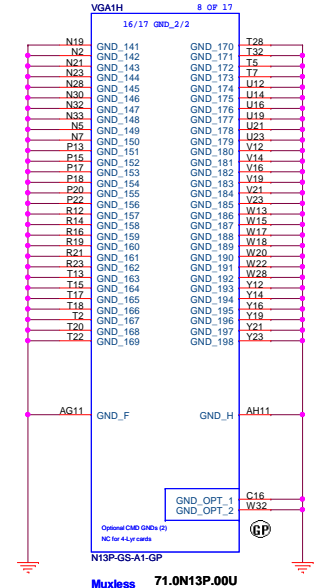 VGA1H 8 OF 17
16/17 GND_2/2
N19 GND_141 GND_170 T28
N2 GND_142 GND_171 T32
N21 GND_143 GND_172 T5
N23 GND_144 GND_173 T7
N28 GND_145 GND_174 U12
N30 GND_146 GND_175 U14
N32 GND_147 GND_176 U16
N33 GND_148 GND_177 U19
N5 GND_149 GND_178 U21
N7 GND_150 GND_179 U23
P13 GND_151 GND_180 V12
P15 GND_152 GND_181 V14
P17 GND_153 GND_182 V16
P18 GND_154 GND_183 V19
P20 GND_155 GND_184 V21
P22 GND_156 GND_185 V23
R12 GND_157 GND_186 W13
R14 GND_158 GND_187 W15
R16 GND_159 GND_188 W17
R19 GND_160 GND_189 W18
R21 GND_161 GND_190 W20
R23 GND_162 GND_191 W22
T13 GND_163 GND_192 W28
T15 GND_164 GND_193 Y12
T17 GND_165 GND_194 Y14
T18 GND_166 GND_195 Y16
T2 GND_167 GND_196 Y19
T20 GND_168 GND_197 Y21
T22 GND_169 GND_198 Y23
AG11 GND_F GND_H AH11
GND_OPT_1 C16
GND_OPT_2 W32
Optional CMD GNDs (2)
NC for 4-Lyr cards
GP
N13P-GS-A1-GP
Muxless 71.0N13P.00U